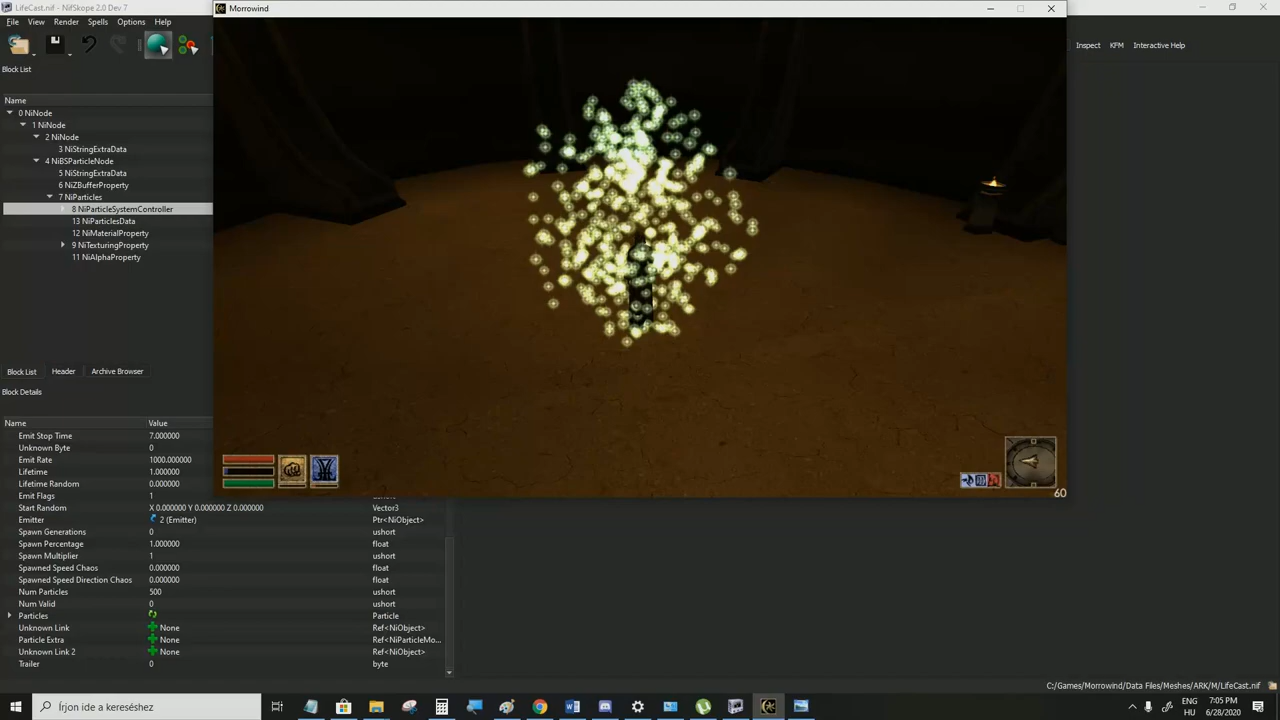 LifeCast.nif - NifSkope 2.0 Dev 7
Morrowind
File View Render Spells Options Help
Inspect KFM Interactive Help
Block List
Name
0 NiNode
1 NiNode
2 NiNode
3 NiStringExtraData
4 NiBSParticleNode
5 NiStringExtraData
6 NiZBufferProperty
7 NiParticles
8 NiParticleSystemController
13 NiParticlesData
12 NiMaterialProperty
9 NiTexturingProperty
11 NiAlphaProperty
Block List Header Archive Browser
Block Details
Name Value
Emit Stop Time 7.000000
Unknown Byte 0
Emit Rate 1000.000000
Lifetime 1.000000
Lifetime Random 0.000000
60
Emit Flags 1
Start Random X 0.000000 Y 0.000000 Z 0.000000 Vector3
Emitter 2 (Emitter) Ptr<NiObject>
Spawn Generations 0 ushort
Spawn Percentage 1.000000 float
Spawn Multiplier 1 ushort
Spawned Speed Chaos 0.000000 float
Spawned Speed Direction Chaos 0.000000 float
Num Particles 500 ushort
Num Valid 0 ushort
Particles Particle
Unknown Link None Ref<NiObject>
Particle Extra None Ref<NiParticleMo...
Unknown Link 2 None Ref<NiObject>
Trailer 0 byte
C:/Games/Morrowind/Data Files/Meshes/ARK/M/LifeCast.nif
Írjon ide a kereséshez
ENG 7:05 PM
HU 6/28/2020